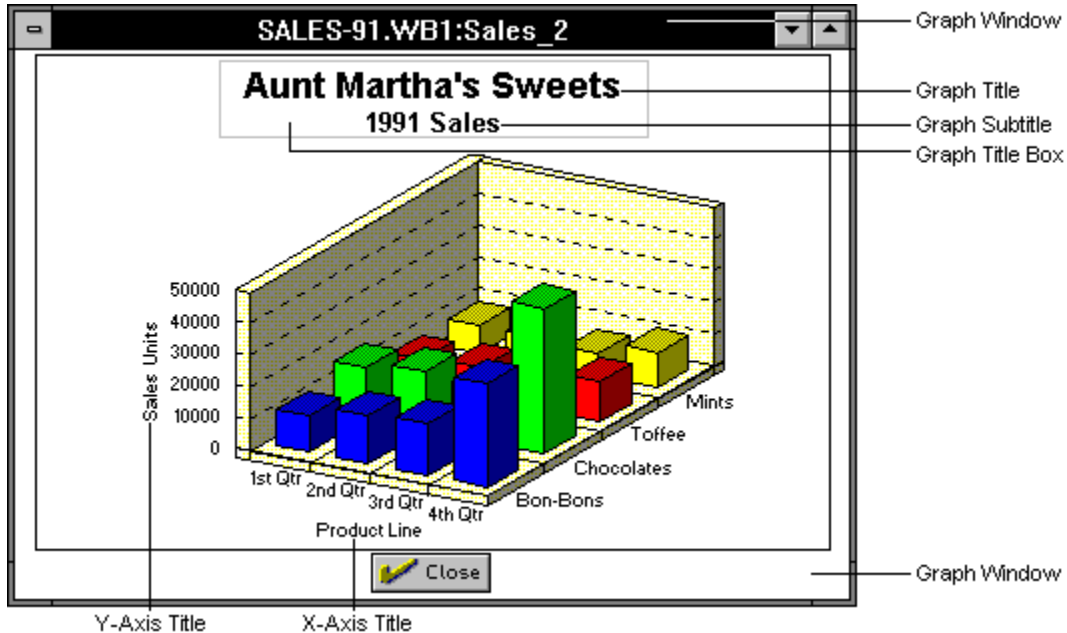 SALES-91.WB1:Sales_2
Graph Window
Aunt Martha's Sweets
Graph Title
1991 Sales
Graph Subtitle
Graph Title Box
50000
40000
30000
20000
10000
0
Sales Units
1st Qtr
2nd Qtr
3rd Qtr
4th Qtr
Bon-Bons
Chocolates
Toffee
Mints
Product Line
Close
Graph Window
Y-Axis Title
X-Axis Title